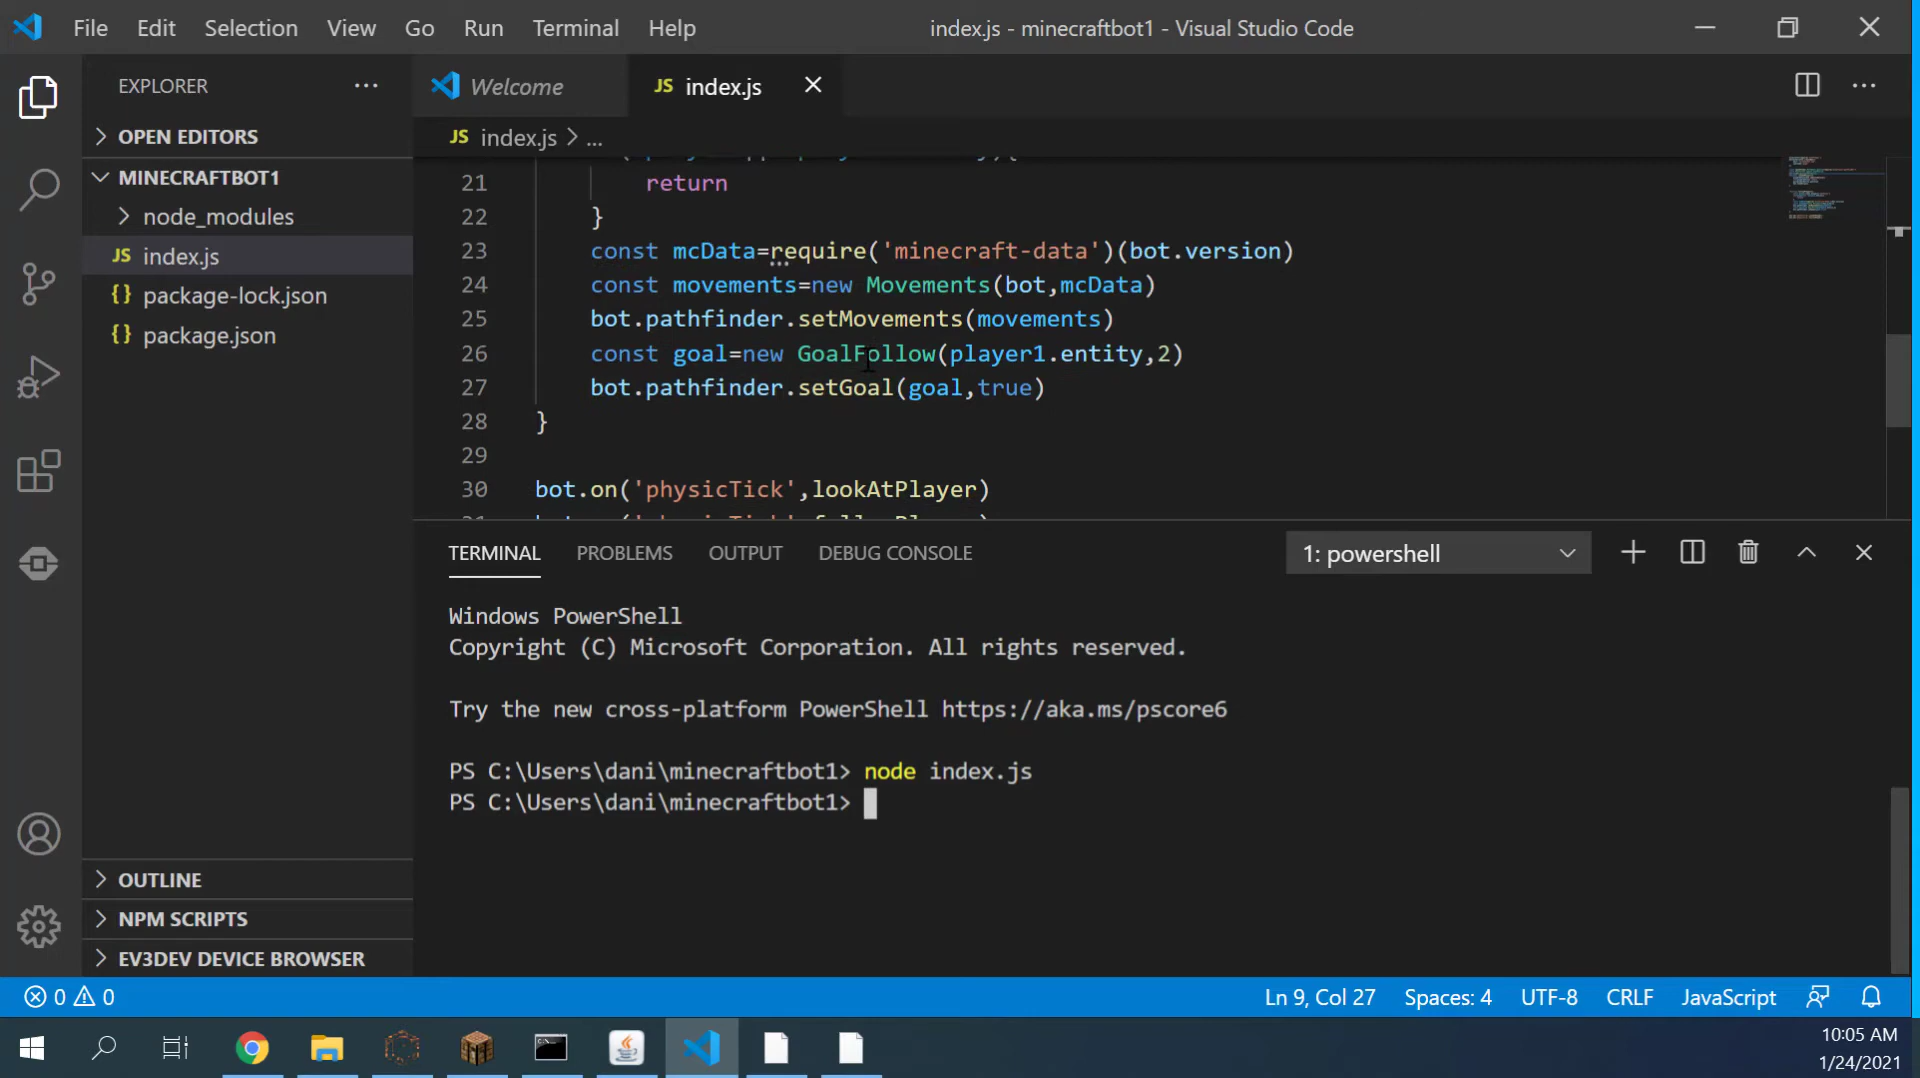 File Edit Selection View Go Run Terminal Help
index.js - minecraftbot1 - Visual Studio Code
EXPLORER
OPEN EDITORS
MINECRAFTBOT1
node_modules
JS index.js
{} package-lock.json
{} package.json
OUTLINE
NPM SCRIPTS
EV3DEV DEVICE BROWSER
Welcome
JS index.js
JS index.js > ...
21 return
22 }
23 const mcData=require('minecraft-data')(bot.version)
24 const movements=new Movements(bot,mcData)
25 bot.pathfinder.setMovements(movements)
26 const goal=new GoalFollow(player1.entity,2)
27 bot.pathfinder.setGoal(goal,true)
28 }
29
30 bot.on('physicTick',lookAtPlayer)
TERMINAL PROBLEMS OUTPUT DEBUG CONSOLE
1: powershell
Windows PowerShell
Copyright (C) Microsoft Corporation. All rights reserved.
Try the new cross-platform PowerShell https://aka.ms/pscore6
PS C:\Users\dani\minecraftbot1> node index.js
PS C:\Users\dani\minecraftbot1>
0 0
Ln 9, Col 27 Spaces: 4 UTF-8 CRLF JavaScript
10:05 AM
1/24/2021